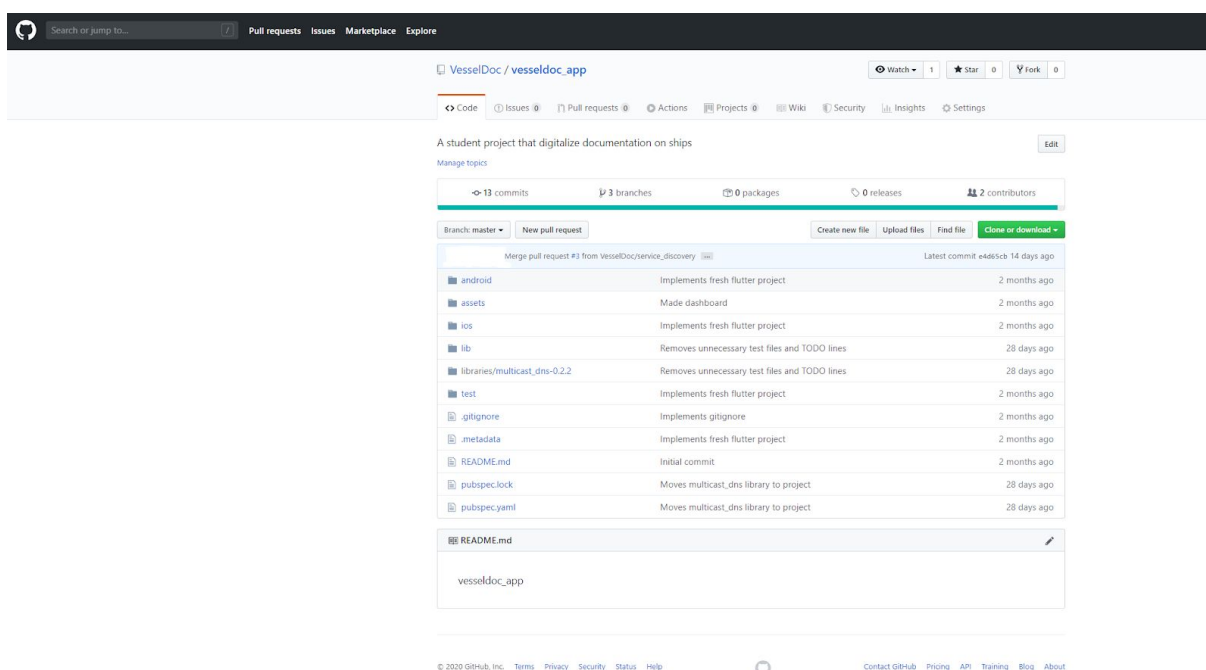 Search or jump to... / Pull requests Issues Marketplace Explore
VesselDoc / vesseldoc_app Watch 1 Star 0 Fork 0
Code Issues 0 Pull requests 0 Actions Projects 0 Wiki Security Insights Settings
A student project that digitalize documentation on ships Edit
Manage topics
13 commits 3 branches 0 packages 0 releases 2 contributors
Branch: master New pull request Create new file Upload files Find file Clone or download
Merge pull request #3 from VesselDoc/service_discovery ... Latest commit e4d65cb 14 days ago
android Implements fresh flutter project 2 months ago
assets Made dashboard 2 months ago
ios Implements fresh flutter project 2 months ago
lib Removes unnecessary test files and TODO lines 28 days ago
libraries/multicast_dns-0.2.2 Removes unnecessary test files and TODO lines 28 days ago
test Implements fresh flutter project 2 months ago
.gitignore Implements gitignore 2 months ago
.metadata Implements fresh flutter project 2 months ago
README.md Initial commit 2 months ago
pubspec.lock Moves multicast_dns library to project 28 days ago
pubspec.yaml Moves multicast_dns library to project 28 days ago
README.md
vesseldoc_app
© 2020 GitHub, Inc. Terms Privacy Security Status Help Contact GitHub Pricing API Training Blog About